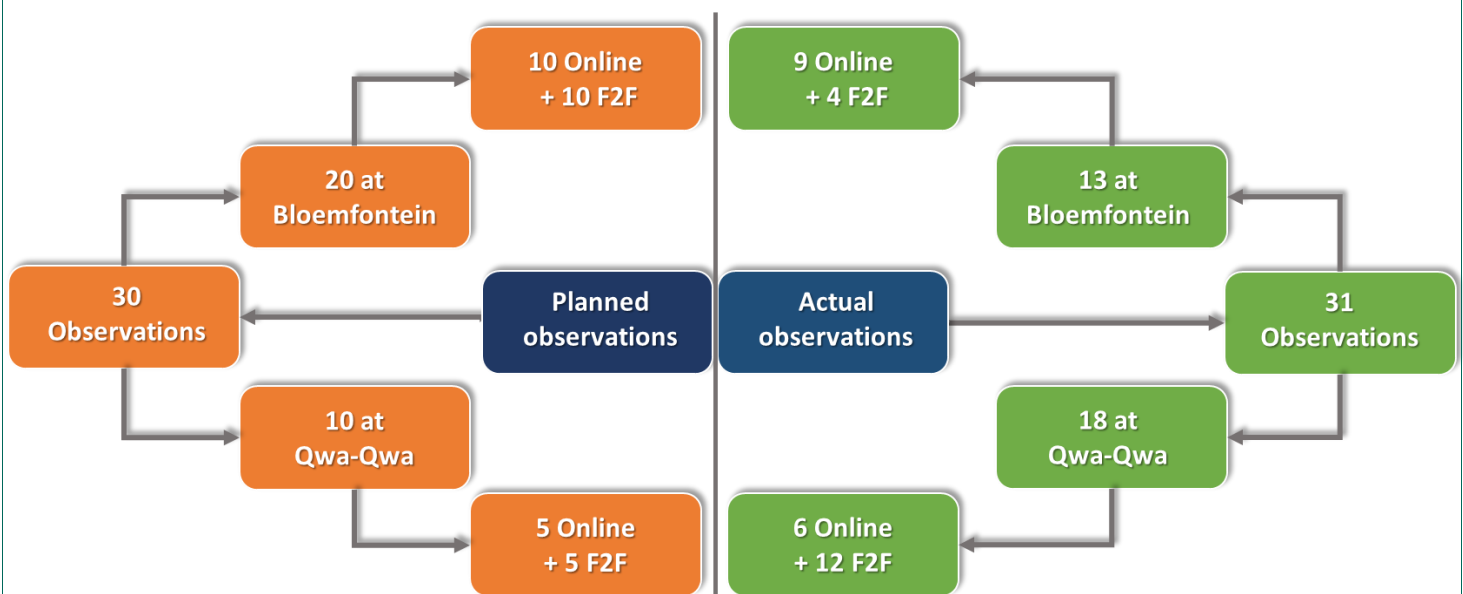 10 Online
+ 10 F2F
9 Online
+ 4 F2F
20 at
Bloemfontein
13 at
Bloemfontein
30
Observations
Planned
observations
Actual
observations
31
Observations
10 at
Qwa-Qwa
18 at
Qwa-Qwa
5 Online
+ 5 F2F
6 Online
+ 12 F2F